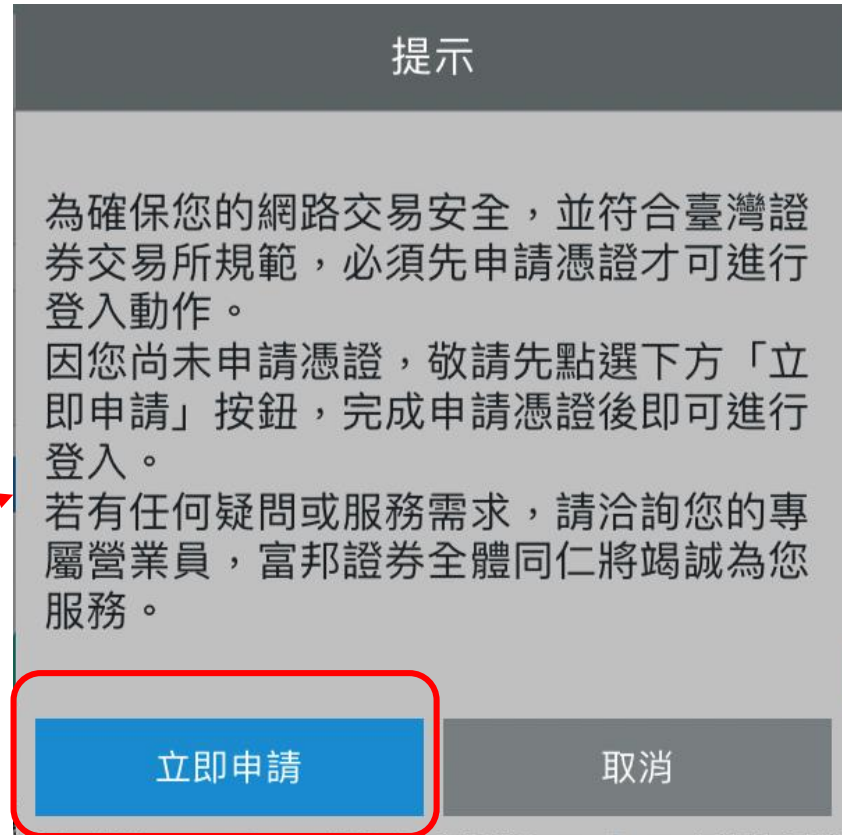 提示
為確保您的網路交易安全，並符合臺灣證
券交易所規範，必須先申請憑證才可進行
登入動作。
因您尚未申請憑證，敬請先點選下方「立
即申請」按鈕，完成申請憑證後即可進行
登入。
若有任何疑問或服務需求，請洽詢您的專
屬營業員，富邦證券全體同仁將竭誠為您
服務。
立即申請
取消